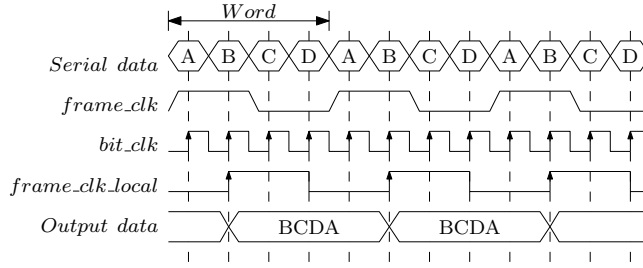 Word
Serial data A B C D A B C D A B C D
frame_clk
bit_clk
frame_clk_local
Output data BCDA BCDA